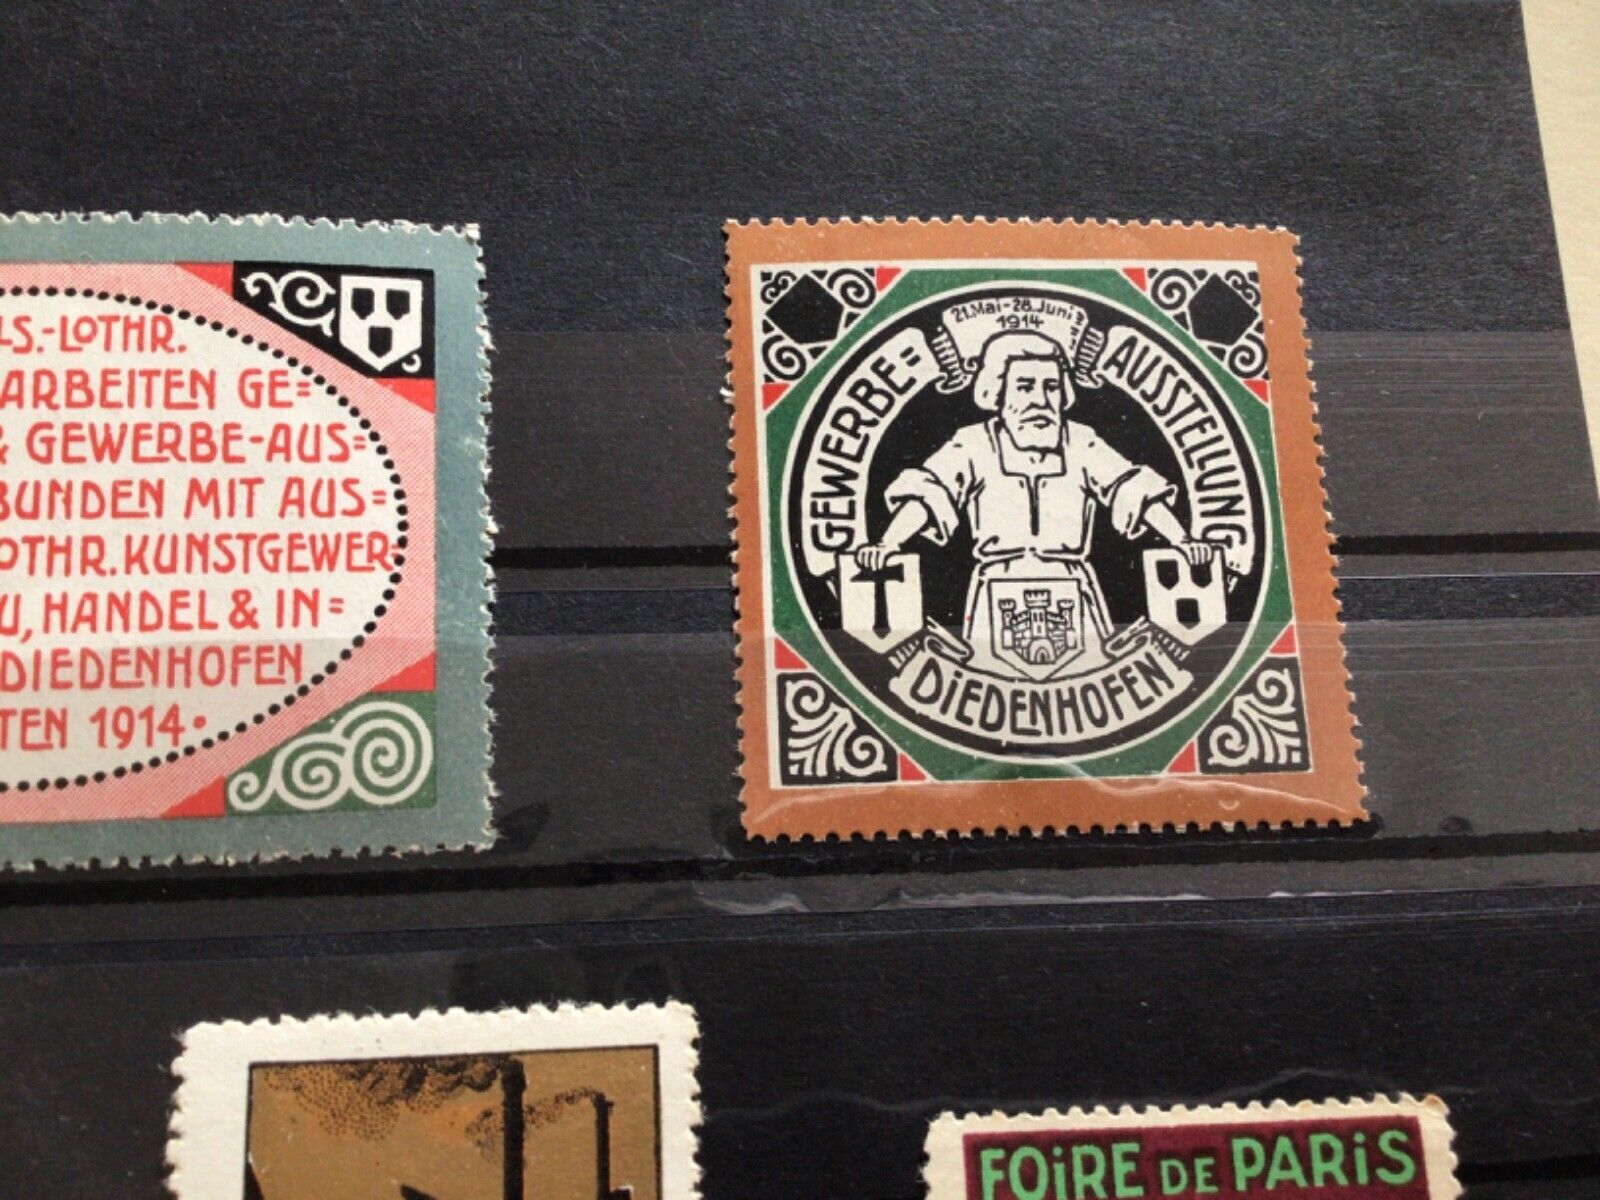 LS.-LOTHR.
ARBEITEN GE=
& GEWERBE-AUS=
BUNDEN MIT AUS=
OTHR. KUNSTGEWER=
U, HANDEL & IN=
DIEDENHOFEN
TEN 1914.
21. Mai-28. Juni
1914
GEWERBE=
AUSSTELLUNG
DiEDENHOFEN
FOiRE DE PARiS